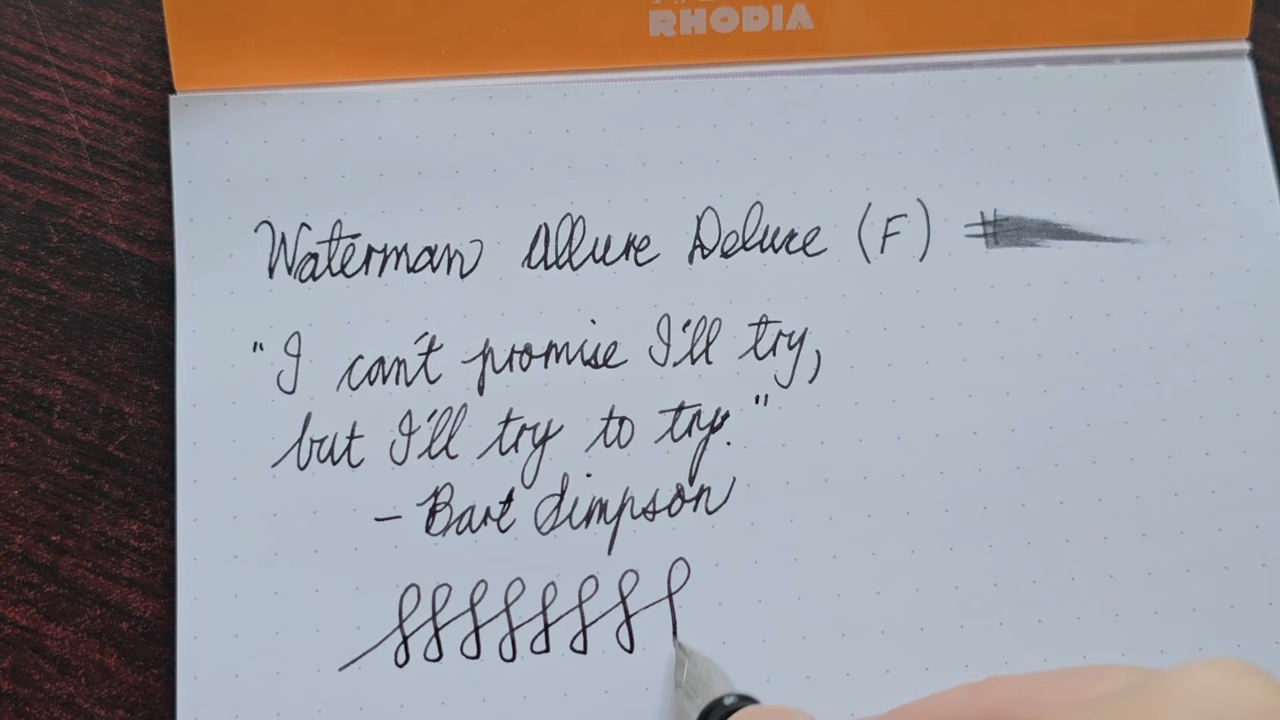 RHODIA
Waterman Allure Deluxe (F)
"I can't promise I'll try,
but I'll try to try."
- Bart Simpson